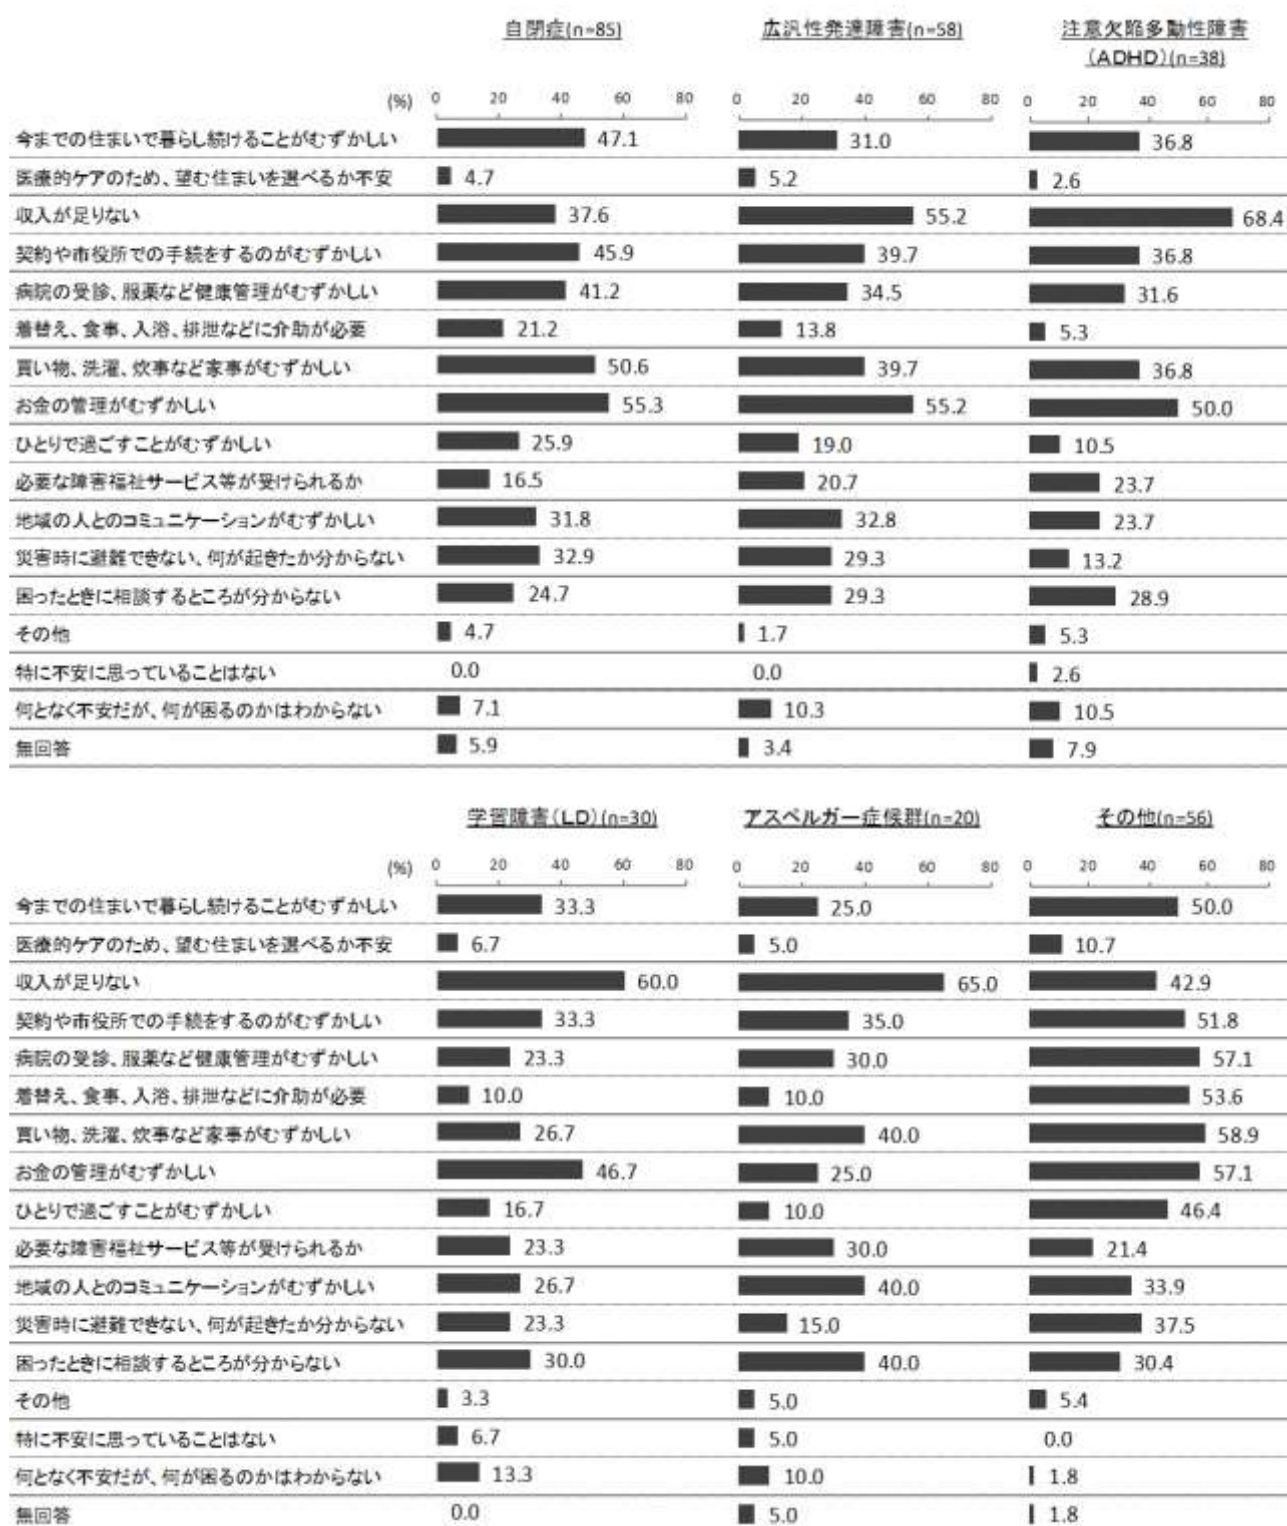 自閉症(n=85) 広汎性発達障害(n=58) 注意欠陥多動性障害
(ADHD)(n=38)
(%) 0 20 40 60 80 0 20 40 60 80 0 20 40 60 80
今までの住まいで暮らし続けることがむずかしい 47.1 31.0 36.8
医療的ケアのため、望む住まいを選べるか不安 4.7 5.2 2.6
収入が足りない 37.6 55.2 68.4
契約や市役所での手続をするのがむずかしい 45.9 39.7 36.8
病院の受診、服薬など健康管理がむずかしい 41.2 34.5 31.6
着替え、食事、入浴、排泄などに介助が必要 21.2 13.8 5.3
買い物、洗濯、炊事など家事がむずかしい 50.6 39.7 36.8
お金の管理がむずかしい 55.3 55.2 50.0
ひとりで過ごすことがむずかしい 25.9 19.0 10.5
必要な障害福祉サービス等が受けられるか 16.5 20.7 23.7
地域の人とのコミュニケーションがむずかしい 31.8 32.8 23.7
災害時に避難できない、何が起きたか分からない 32.9 29.3 13.2
困ったときに相談するところが分からない 24.7 29.3 28.9
その他 4.7 1.7 5.3
特に不安に思っていることはない 0.0 0.0 2.6
何となく不安だが、何が困るのかはわからない 7.1 10.3 10.5
無回答 5.9 3.4 7.9
学習障害(LD)(n=30) アスペルガー症候群(n=20) その他(n=56)
(%) 0 20 40 60 80 0 20 40 60 80 0 20 40 60 80
今までの住まいで暮らし続けることがむずかしい 33.3 25.0 50.0
医療的ケアのため、望む住まいを選べるか不安 6.7 5.0 10.7
収入が足りない 60.0 65.0 42.9
契約や市役所での手続をするのがむずかしい 33.3 35.0 51.8
病院の受診、服薬など健康管理がむずかしい 23.3 30.0 57.1
着替え、食事、入浴、排泄などに介助が必要 10.0 10.0 53.6
買い物、洗濯、炊事など家事がむずかしい 26.7 40.0 58.9
お金の管理がむずかしい 46.7 25.0 57.1
ひとりで過ごすことがむずかしい 16.7 10.0 46.4
必要な障害福祉サービス等が受けられるか 23.3 30.0 21.4
地域の人とのコミュニケーションがむずかしい 26.7 40.0 33.9
災害時に避難できない、何が起きたか分からない 23.3 15.0 37.5
困ったときに相談するところが分からない 30.0 40.0 30.4
その他 3.3 5.0 5.4
特に不安に思っていることはない 6.7 5.0 0.0
何となく不安だが、何が困るのかはわからない 13.3 10.0 1.8
無回答 0.0 5.0 1.8